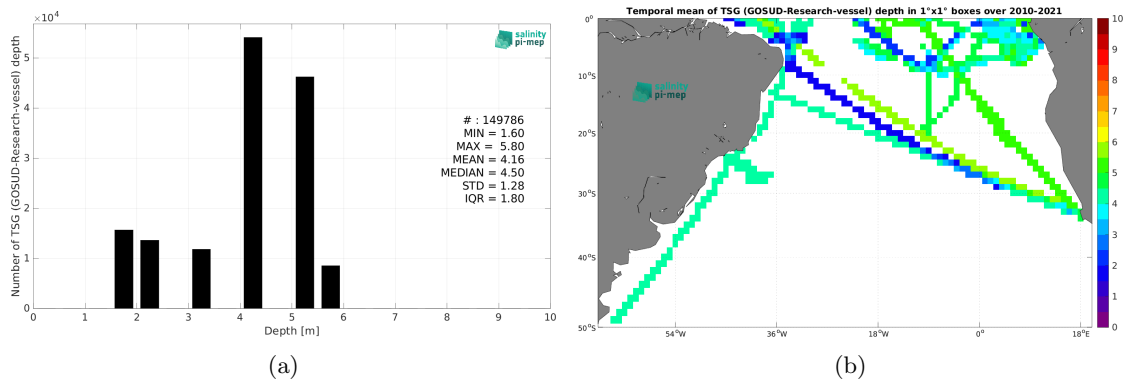 ×10⁴
5
4
3
2
1
0
Number of TSG (GOSUD-Research-vessel) depth
salinity
pi-mep
# : 149786
MIN = 1.60
MAX = 5.80
MEAN = 4.16
MEDIAN = 4.50
STD = 1.28
IQR = 1.80
0 1 2 3 4 5 6 7 8 9 10
Depth [m]
(a)
Temporal mean of TSG (GOSUD-Research-vessel) depth in 1°x1° boxes over 2010-2021
0°
10°S
20°S
30°S
40°S
50°S
salinity
pi-mep
54°W 36°W 18°W 0° 18°E
10
9
8
7
6
5
4
3
2
1
0
(b)